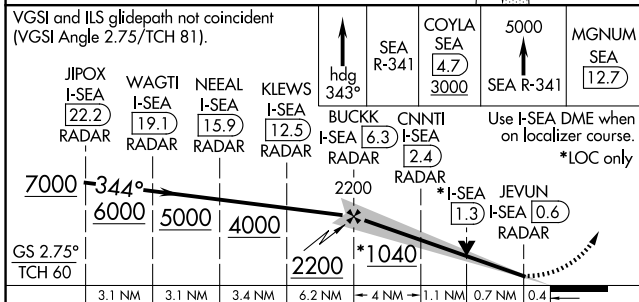 VGSI and ILS glidepath not coincident
(VGSI Angle 2.75/TCH 81).
hdg
343°
SEA
R-341
COYLA
SEA
4.7
3000
5000
SEA R-341
MGNUM
SEA
12.7
JIPOX
I-SEA
22.2
RADAR
WAGTI
I-SEA
19.1
RADAR
NEEAL
I-SEA
15.9
RADAR
KLEWS
I-SEA
12.5
RADAR
BUCKK
I-SEA 6.3
RADAR
CNNTI
I-SEA
2.4
RADAR
Use I-SEA DME when
on localizer course.
*LOC only
*I-SEA
1.3
JEVUN
I-SEA 0.6
RADAR
7000
344°
6000
5000
4000
2200
2200
*1040
GS 2.75°
TCH 60
3.1 NM
3.1 NM
3.4 NM
6.2 NM
4 NM
1.1 NM
0.7 NM
0.4